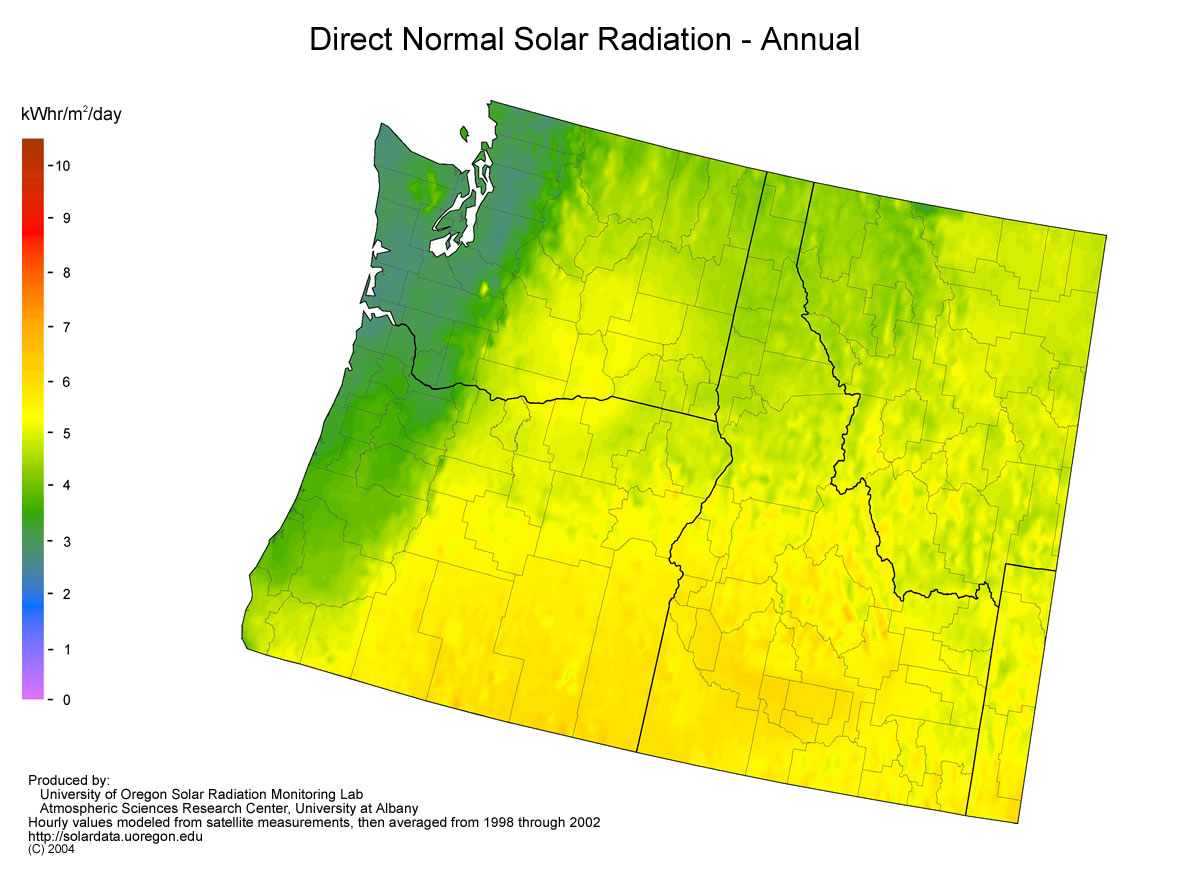 Direct Normal Solar Radiation - Annual
kWhr/m²/day
10
9
8
7
6
5
4
3
2
1
0
Produced by:
University of Oregon Solar Radiation Monitoring Lab
Atmospheric Sciences Research Center, University at Albany
Hourly values modeled from satellite measurements, then averaged from 1998 through 2002
http://solardata.uoregon.edu
(C) 2004